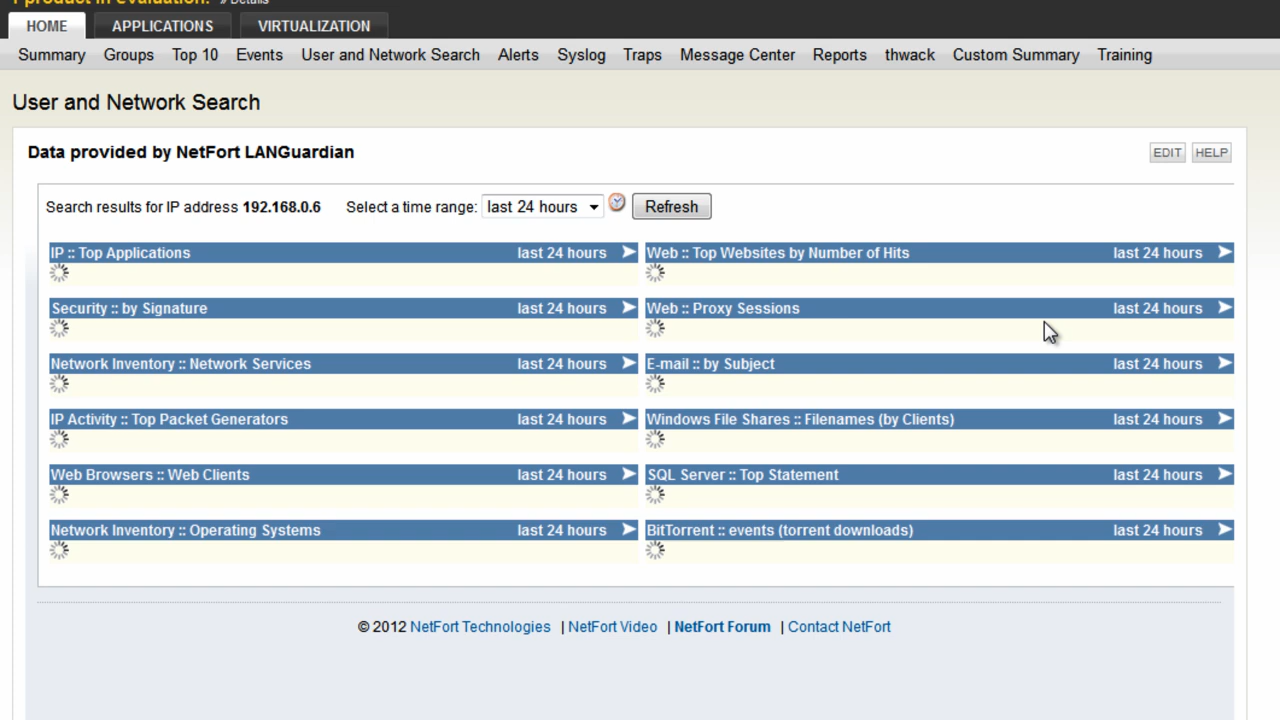 1 product in evaluation. » Details
HOME APPLICATIONS VIRTUALIZATION
Summary Groups Top 10 Events User and Network Search Alerts Syslog Traps Message Center Reports thwack Custom Summary Training
User and Network Search
Data provided by NetFort LANGuardian EDIT HELP
Search results for IP address 192.168.0.6 Select a time range: last 24 hours Refresh
IP :: Top Applications last 24 hours
Web :: Top Websites by Number of Hits last 24 hours
Security :: by Signature last 24 hours
Web :: Proxy Sessions last 24 hours
Network Inventory :: Network Services last 24 hours
E-mail :: by Subject last 24 hours
IP Activity :: Top Packet Generators last 24 hours
Windows File Shares :: Filenames (by Clients) last 24 hours
Web Browsers :: Web Clients last 24 hours
SQL Server :: Top Statement last 24 hours
Network Inventory :: Operating Systems last 24 hours
BitTorrent :: events (torrent downloads) last 24 hours
© 2012 NetFort Technologies | NetFort Video | NetFort Forum | Contact NetFort